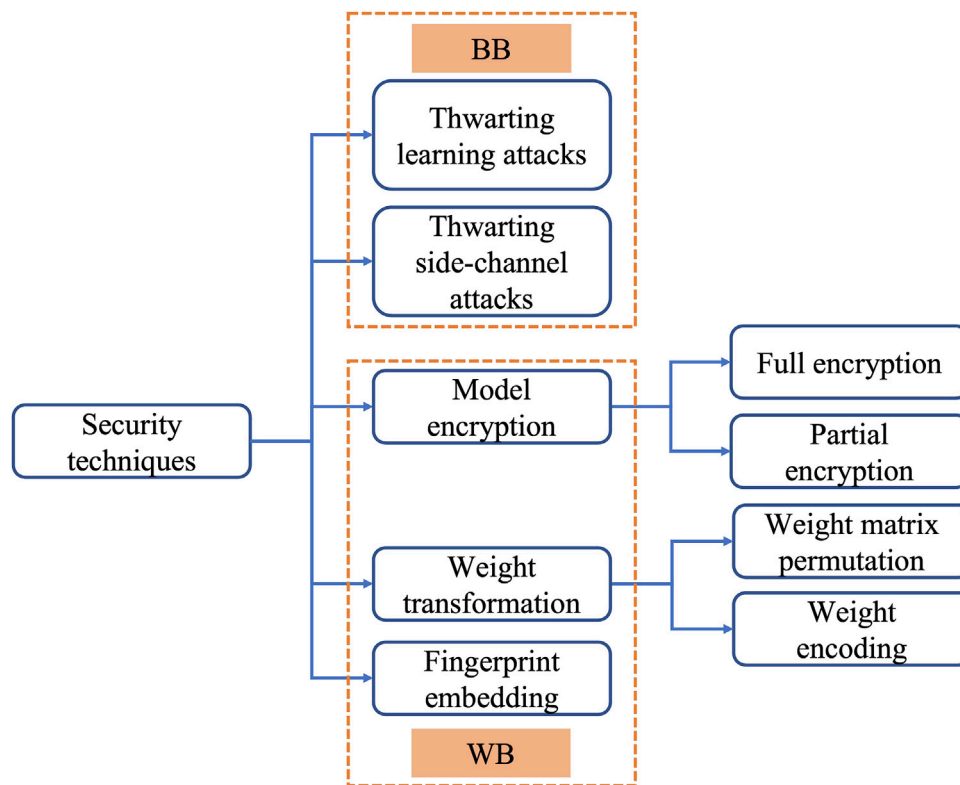 BB
Thwarting
learning attacks
Thwarting
side-channel
attacks
Security
techniques
Model
encryption
Full encryption
Partial
encryption
Weight
transformation
Weight matrix
permutation
Weight
encoding
Fingerprint
embedding
WB